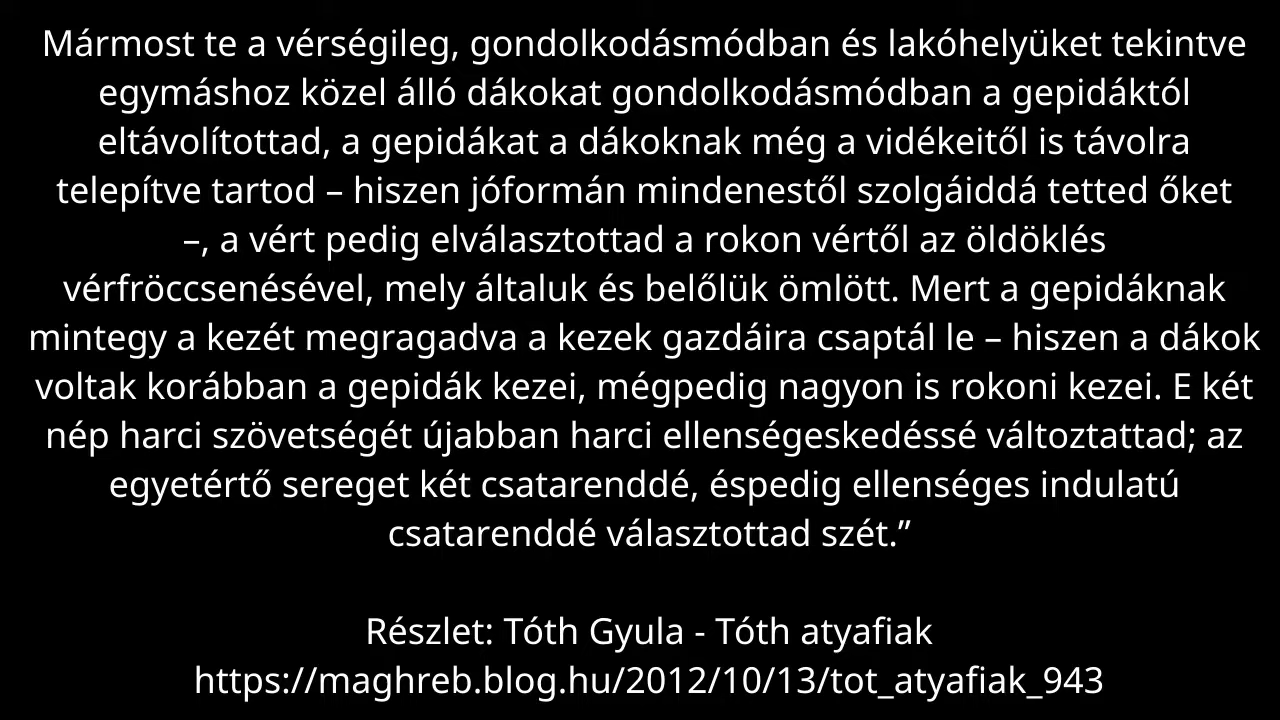 Mármost te a vérségileg, gondolkodásmódban és lakóhelyüket tekintve
egymáshoz közel álló dákokat gondolkodásmódban a gepidáktól
eltávolítottad, a gepidákat a dákoknak még a vidékeitől is távolra
telepítve tartod – hiszen jóformán mindenestől szolgáiddá tetted őket
–, a vért pedig elválasztottad a rokon vértől az öldöklés
vérfröccsenésével, mely általuk és belőlük ömlött. Mert a gepidáknak
mintegy a kezét megragadva a kezek gazdáira csaptál le – hiszen a dákok
voltak korábban a gepidák kezei, mégpedig nagyon is rokoni kezei. E két
nép harci szövetségét újabban harci ellenségeskedéssé változtattad; az
egyetértő sereget két csatarenddé, éspedig ellenséges indulatú
csatarenddé választottad szét.”
Részlet: Tóth Gyula - Tóth atyafiak
https://maghreb.blog.hu/2012/10/13/tot_atyafiak_943